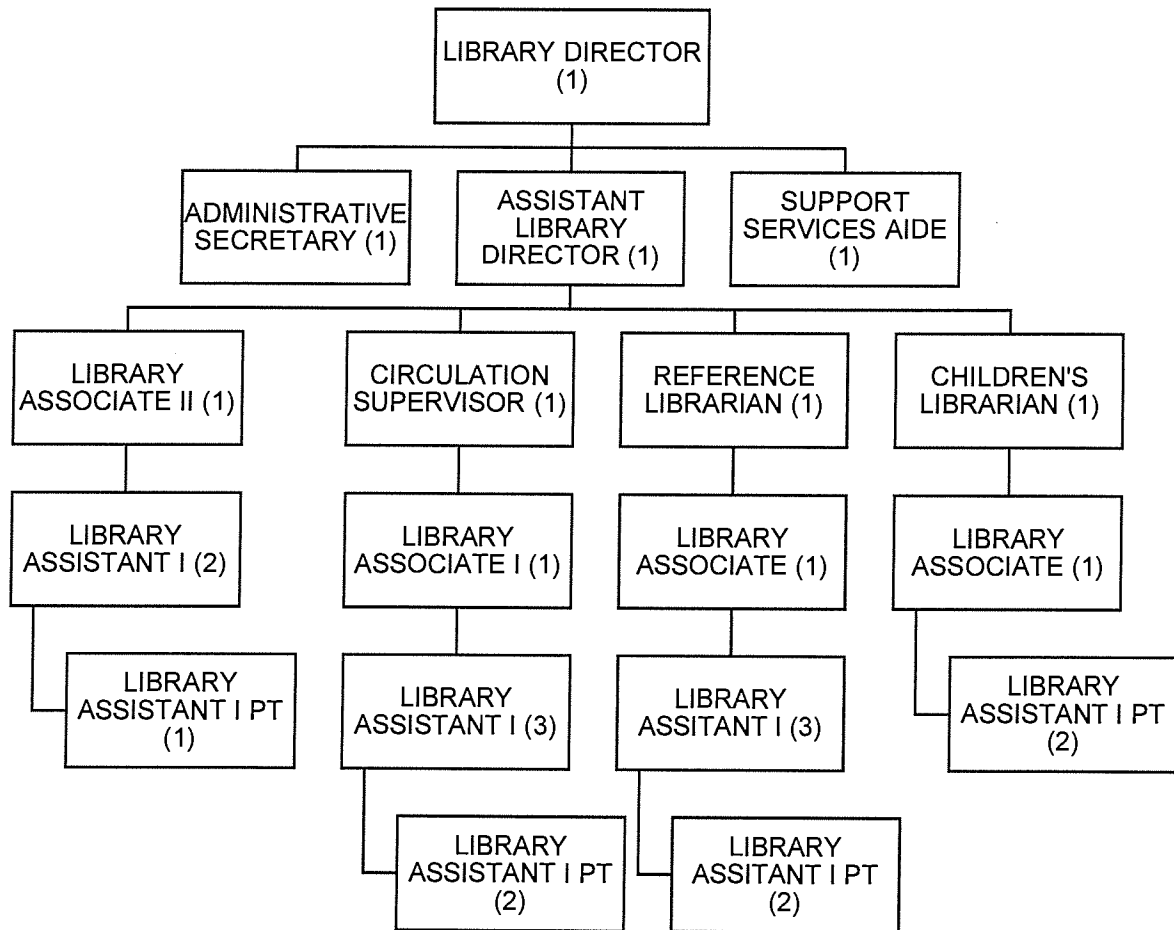 LIBRARY DIRECTOR
(1)
ADMINISTRATIVE
SECRETARY (1)
ASSISTANT
LIBRARY
DIRECTOR (1)
SUPPORT
SERVICES AIDE
(1)
LIBRARY
ASSOCIATE II (1)
CIRCULATION
SUPERVISOR (1)
REFERENCE
LIBRARIAN (1)
CHILDREN'S
LIBRARIAN (1)
LIBRARY
ASSISTANT I (2)
LIBRARY
ASSOCIATE I (1)
LIBRARY
ASSOCIATE (1)
LIBRARY
ASSOCIATE (1)
LIBRARY
ASSISTANT I PT
(1)
LIBRARY
ASSISTANT I (3)
LIBRARY
ASSITANT I (3)
LIBRARY
ASSISTANT I PT
(2)
LIBRARY
ASSISTANT I PT
(2)
LIBRARY
ASSITANT I PT
(2)